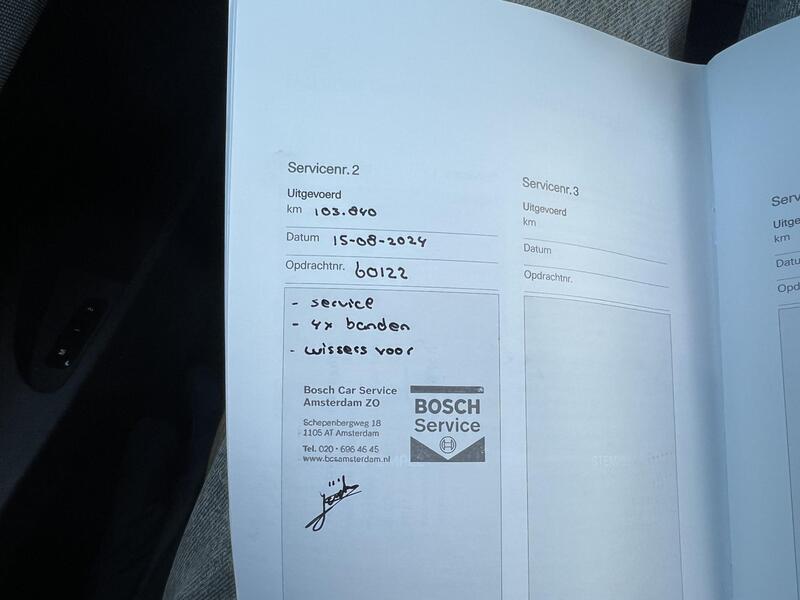 Servicenr. 2
Uitgevoerd
km 103.840
Datum 15-08-2024
Opdrachtnr. 60122
- service
- 4x banden
- wissers voor
Bosch Car Service
Amsterdam ZO
Schepenbergweg 18
1105 AT Amsterdam
Tel. 020 - 696 46 45
www.bcsamsterdam.nl
BOSCH
Service
Servicenr. 3
Uitgevoerd
km
Datum
Opdrachtnr.
km